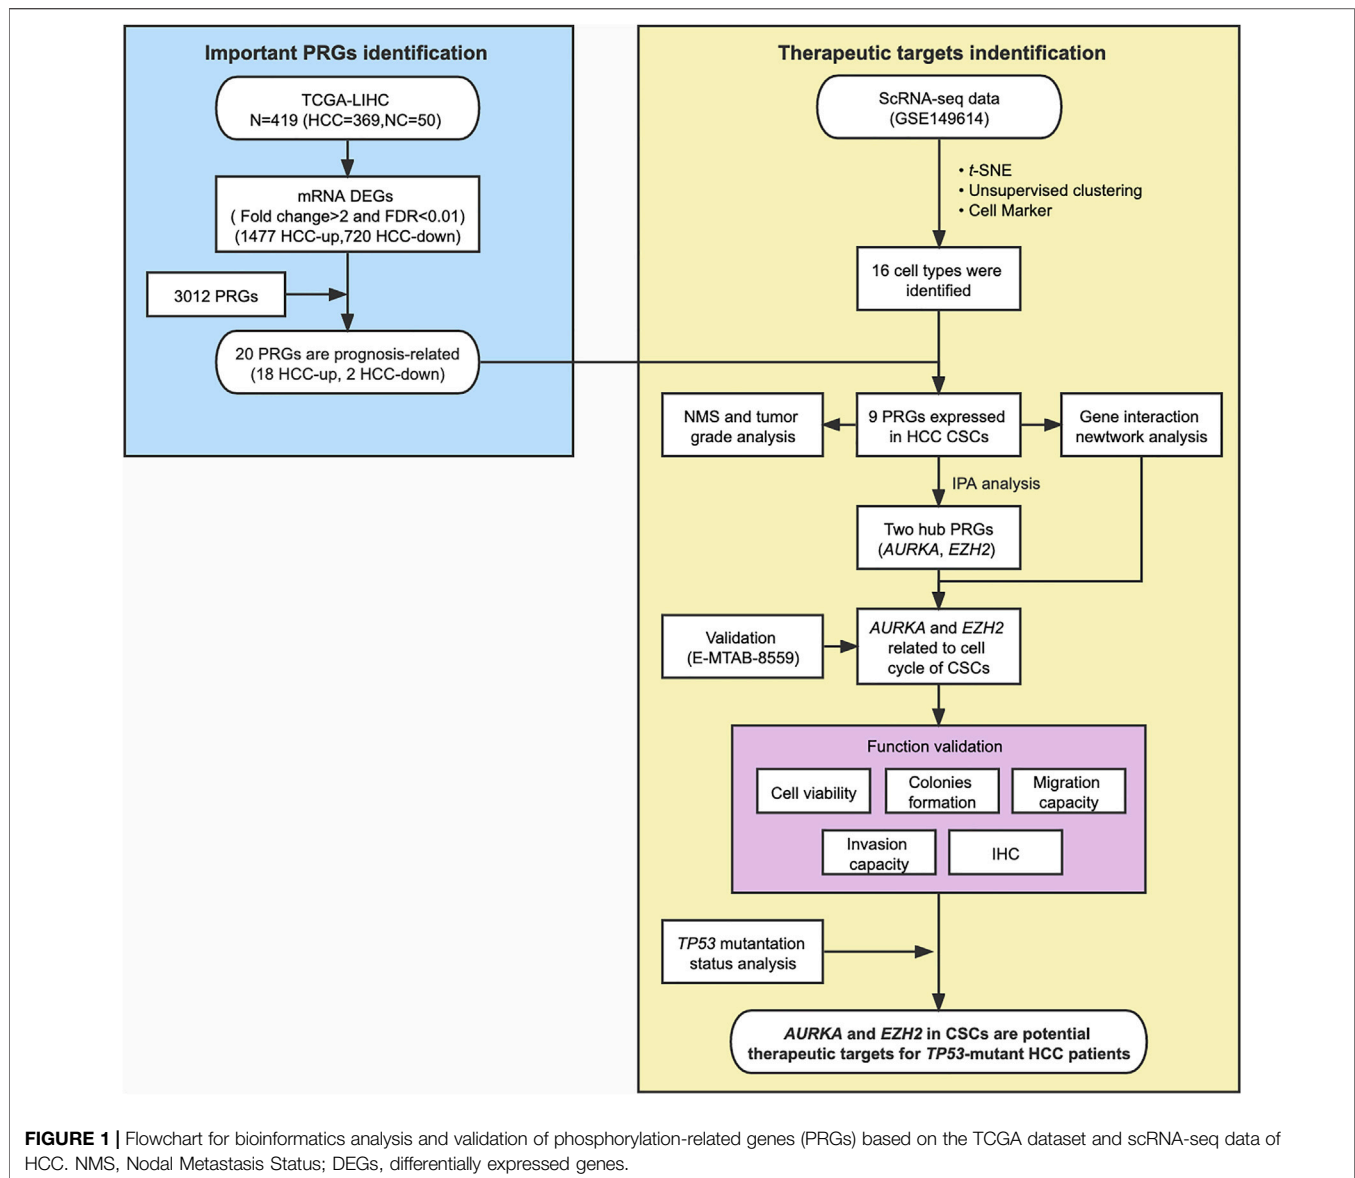 Important PRGs identification
TCGA-LIHC
N=419 (HCC=369,NC=50)
mRNA DEGs
( Fold change>2 and FDR<0.01)
(1477 HCC-up,720 HCC-down)
3012 PRGs
20 PRGs are prognosis-related
(18 HCC-up, 2 HCC-down)
Therapeutic targets indentification
ScRNA-seq data
(GSE149614)
• t-SNE
• Unsupervised clustering
• Cell Marker
16 cell types were
identified
NMS and tumor
grade analysis
9 PRGs expressed
in HCC CSCs
Gene interaction
newtwork analysis
IPA analysis
Two hub PRGs
(AURKA, EZH2)
Validation
(E-MTAB-8559)
AURKA and EZH2
related to cell
cycle of CSCs
Function validation
Cell viability
Colonies
formation
Migration
capacity
Invasion
capacity
IHC
TP53 mutantation
status analysis
AURKA and EZH2 in CSCs are potential
therapeutic targets for TP53-mutant HCC patients
FIGURE 1 | Flowchart for bioinformatics analysis and validation of phosphorylation-related genes (PRGs) based on the TCGA dataset and scRNA-seq data of
HCC. NMS, Nodal Metastasis Status; DEGs, differentially expressed genes.